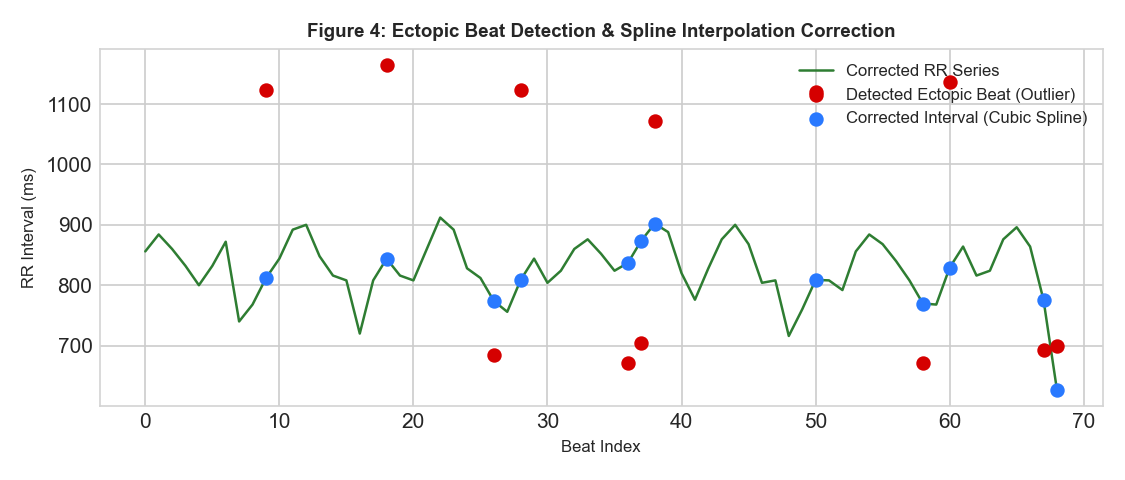 Figure 4: Ectopic Beat Detection & Spline Interpolation Correction
Corrected RR Series
Detected Ectopic Beat (Outlier)
Corrected Interval (Cubic Spline)
RR Interval (ms)
1100
1000
900
800
700
0 10 20 30 40 50 60 70
Beat Index